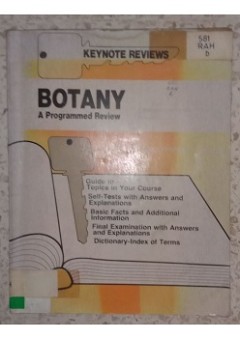 KEYNOTE REVIEWS
581
RAH
BOTANY
A Programmed Review
Guide to
Topics in Your Course
Self-Tests with Answers and
Explanations
Basic Facts and Additional
Information
Final Examination with Answers
and Explanations
Dictionary-Index of Terms